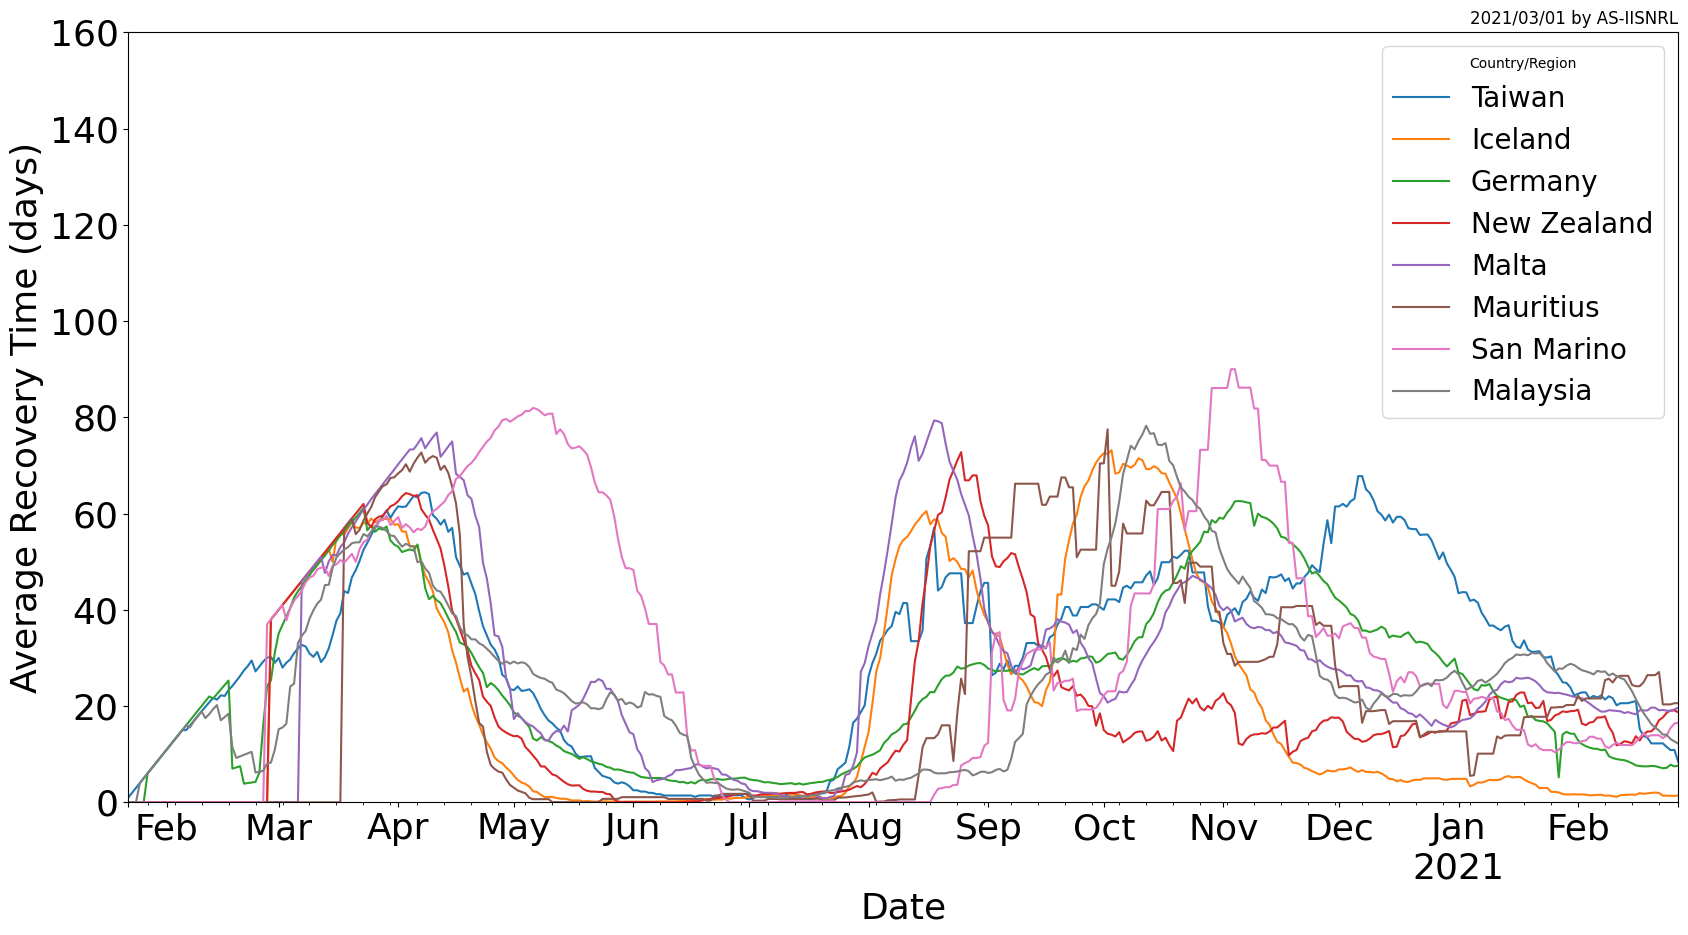 2021/03/01 by AS-IISNRL
Average Recovery Time (days)
160
140
120
100
80
60
40
20
0
Country/Region
Taiwan
Iceland
Germany
New Zealand
Malta
Mauritius
San Marino
Malaysia
Feb Mar Apr May Jun Jul Aug Sep Oct Nov Dec Jan Feb
2021
Date